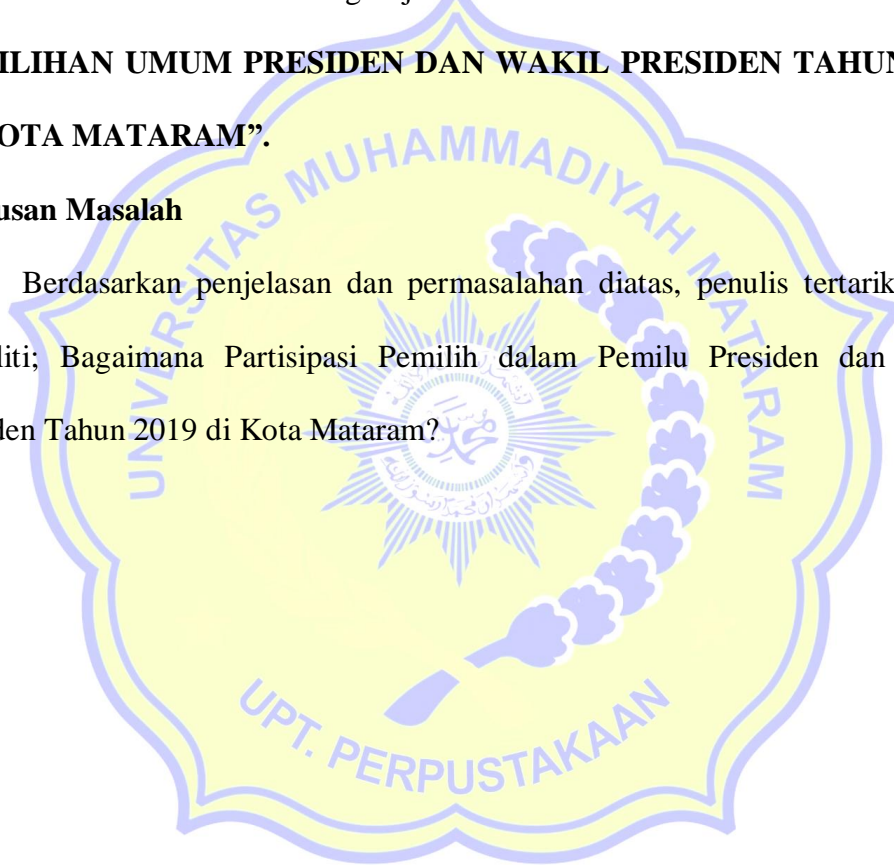 ILIHAN UMUM PRESIDEN DAN WAKIL PRESIDEN TAHUN
OTA MATARAM”.
usan Masalah
Berdasarkan penjelasan dan permasalahan diatas, penulis tertarik
liti; Bagaimana Partisipasi Pemilih dalam Pemilu Presiden dan
den Tahun 2019 di Kota Mataram?
UNIVERSITAS MUHAMMADIYAH MATARAM
UPT. PERPUSTAKAAN